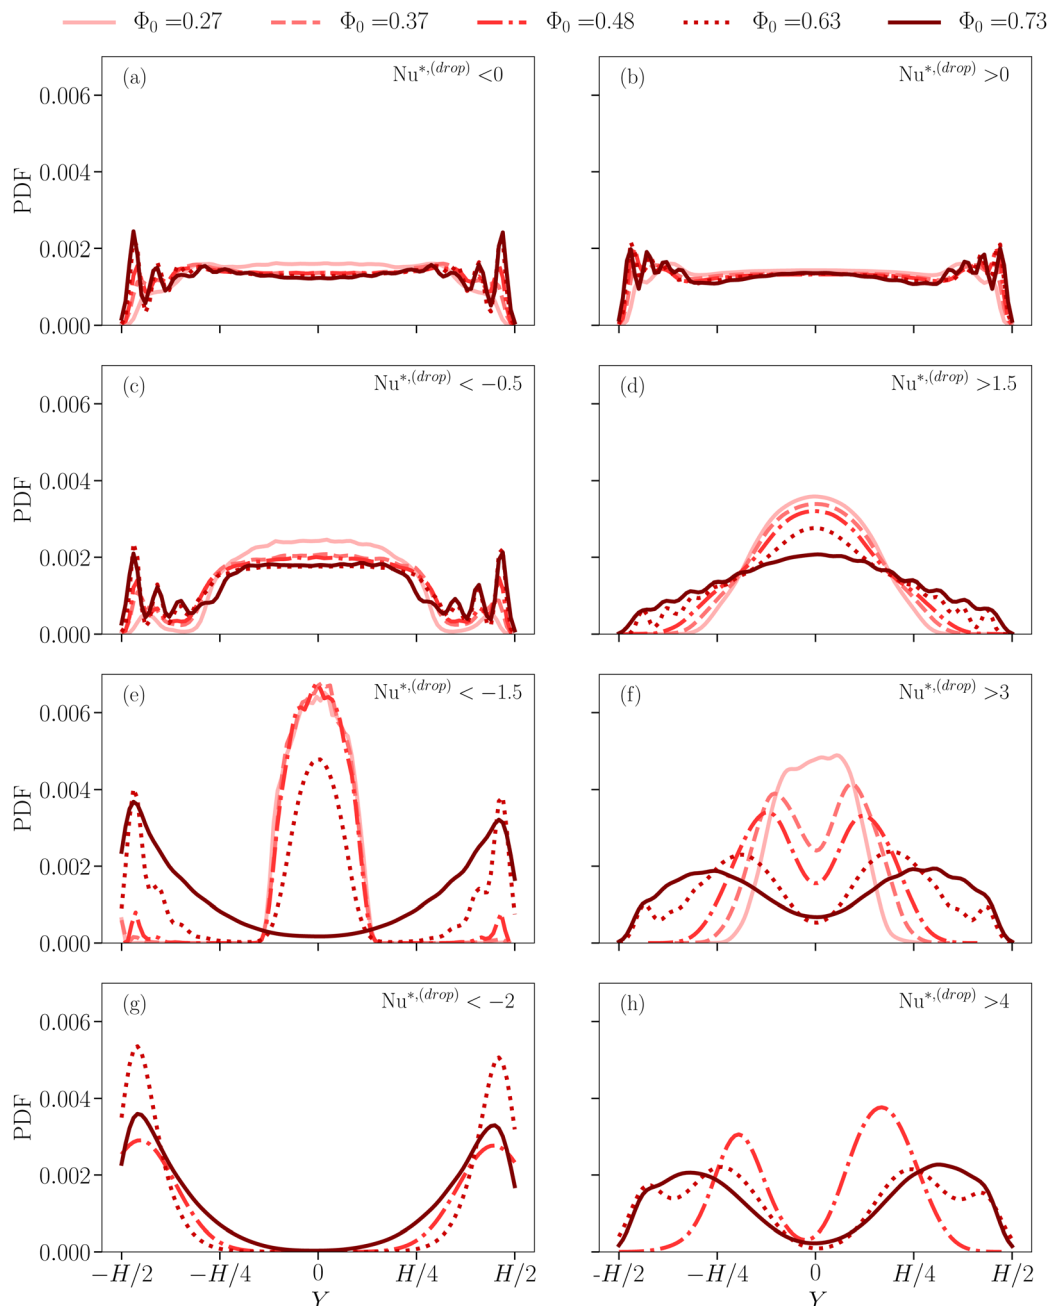 Φ₀ =0.27 Φ₀ =0.37 Φ₀ =0.48 Φ₀ =0.63 Φ₀ =0.73
(a) Nu*,(drop) <0
(b) Nu*,(drop) >0
0.006
0.004
0.002
0.000
PDF
(c) Nu*,(drop) < −0.5
(d) Nu*,(drop) >1.5
0.006
0.004
0.002
0.000
PDF
(e) Nu*,(drop) < −1.5
(f) Nu*,(drop) >3
0.006
0.004
0.002
0.000
PDF
(g) Nu*,(drop) < −2
(h) Nu*,(drop) >4
0.006
0.004
0.002
0.000
PDF
−H/2 −H/4 0 H/4 H/2
Y
-H/2 −H/4 0 H/4 H/2
Y